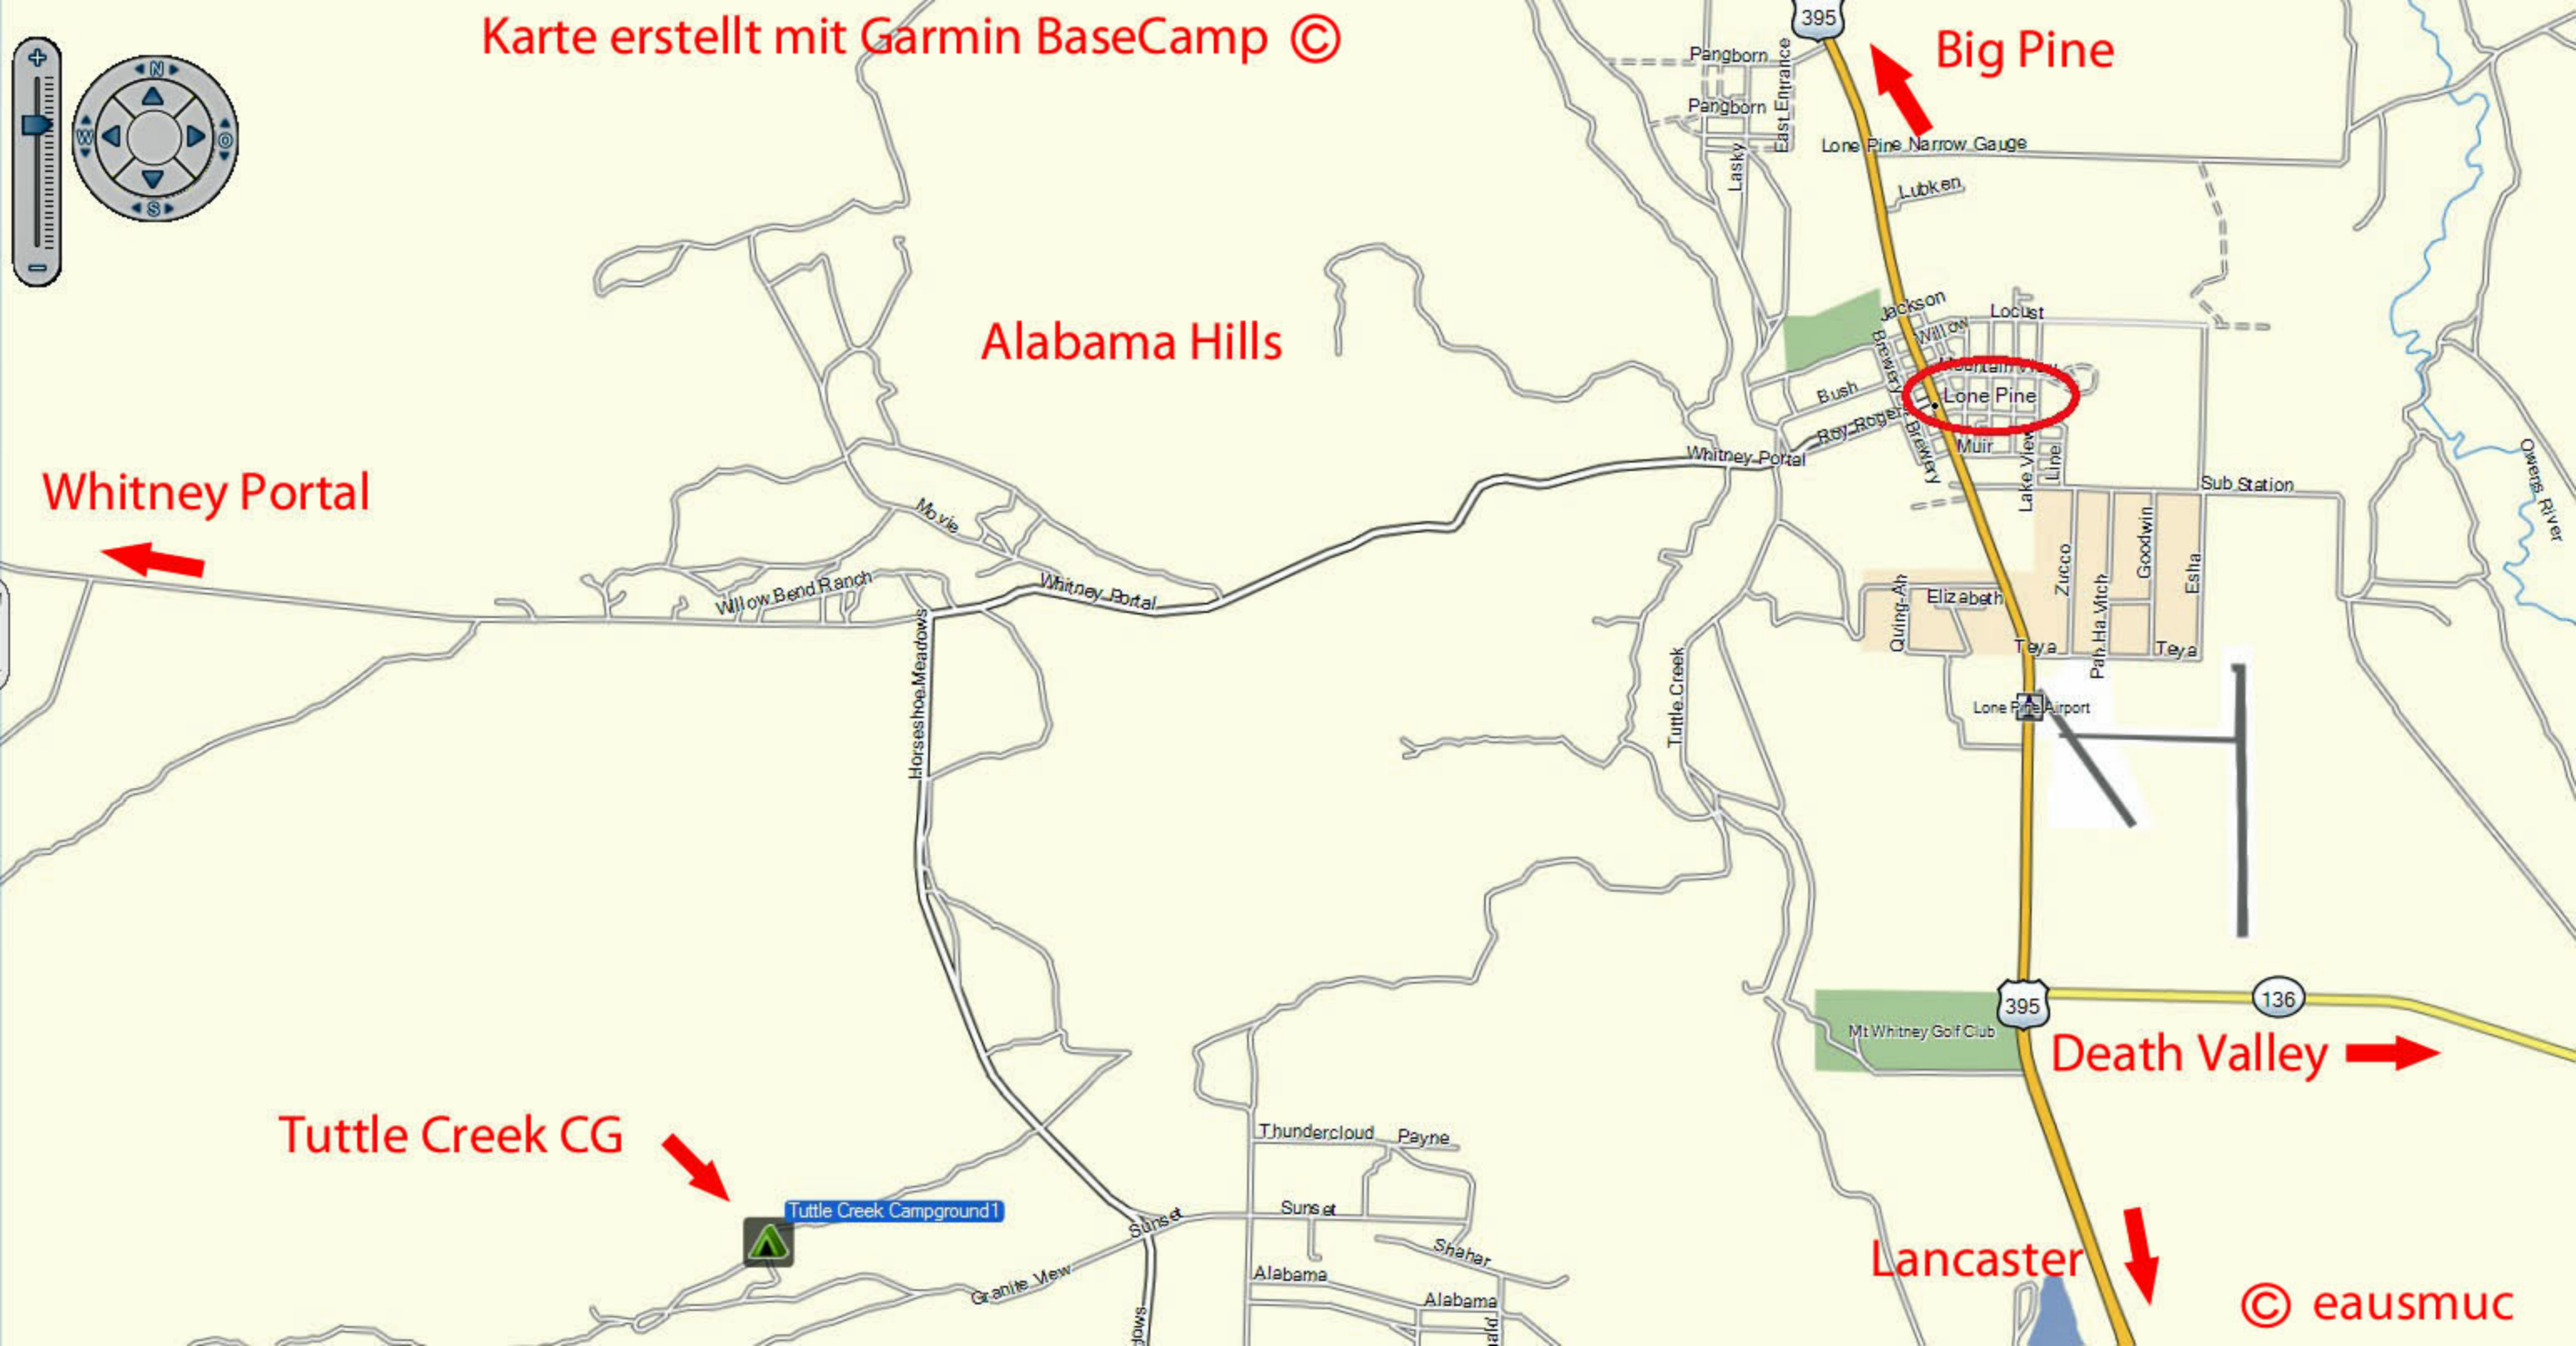 Karte erstellt mit Garmin BaseCamp ©
395
Big Pine
N
W
O
S
Pangborn
Pangborn
East Entrance
Lasky
Lone Pine Narrow Gauge
Lubken
Alabama Hills
Jackson
Locust
Willow
Brewery
Lone Pine
Bush
Roy Roger
Brewery
Muir
Lake View
Line
Whitney Portal
Sub Station
Owens River
Whitney Portal
Movie
Willow Bend Ranch
Whitney Portal
Horseshoe Meadows
Tuttle Creek
Quing-Ah
Elizabeth
Zucco
Pah Ha Vitch
Goodwin
Esha
Teya
Teya
Lone Pine Airport
395
136
Mt Whitney Golf Club
Death Valley
Tuttle Creek CG
Tuttle Creek Campground1
Thundercloud
Payne
Sunset
Sunset
Shahar
Granite View
Alabama
Alabama
Lancaster
© eausmuc